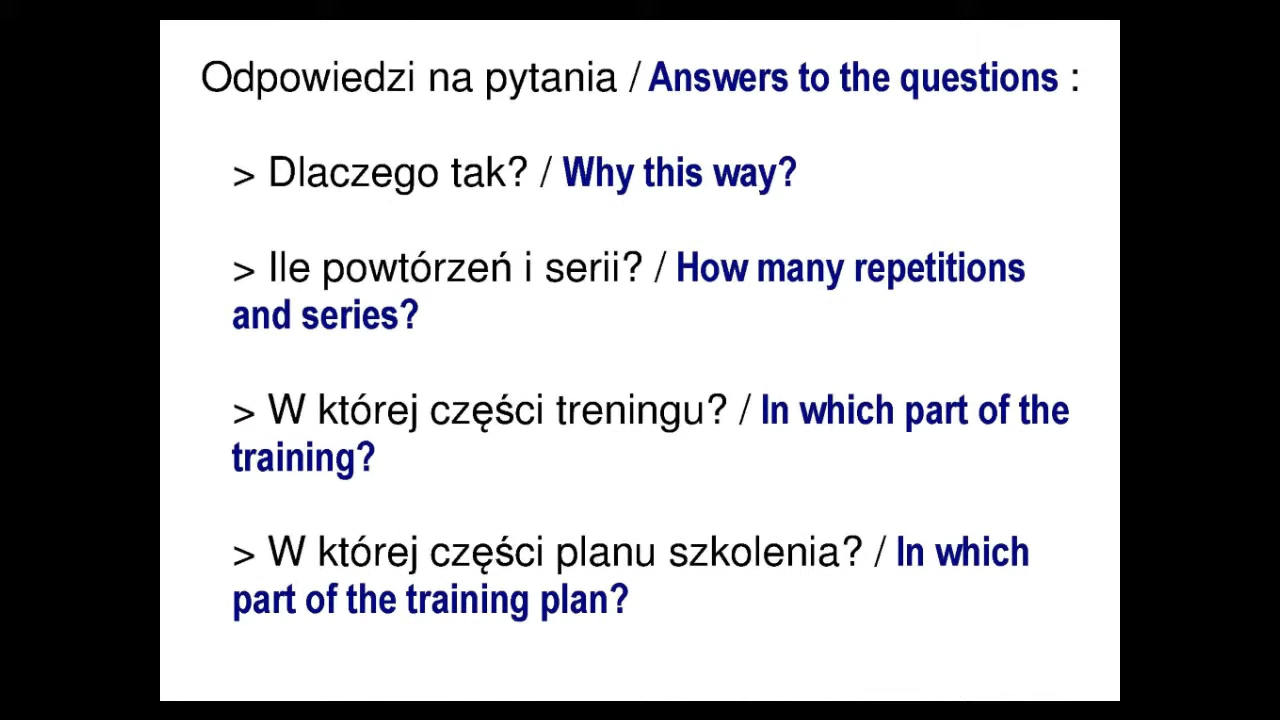 Odpowiedzi na pytania / Answers to the questions :
> Dlaczego tak? / Why this way?
> Ile powtórzeń i serii? / How many repetitions
and series?
> W której części treningu? / In which part of the
training?
> W której części planu szkolenia? / In which
part of the training plan?